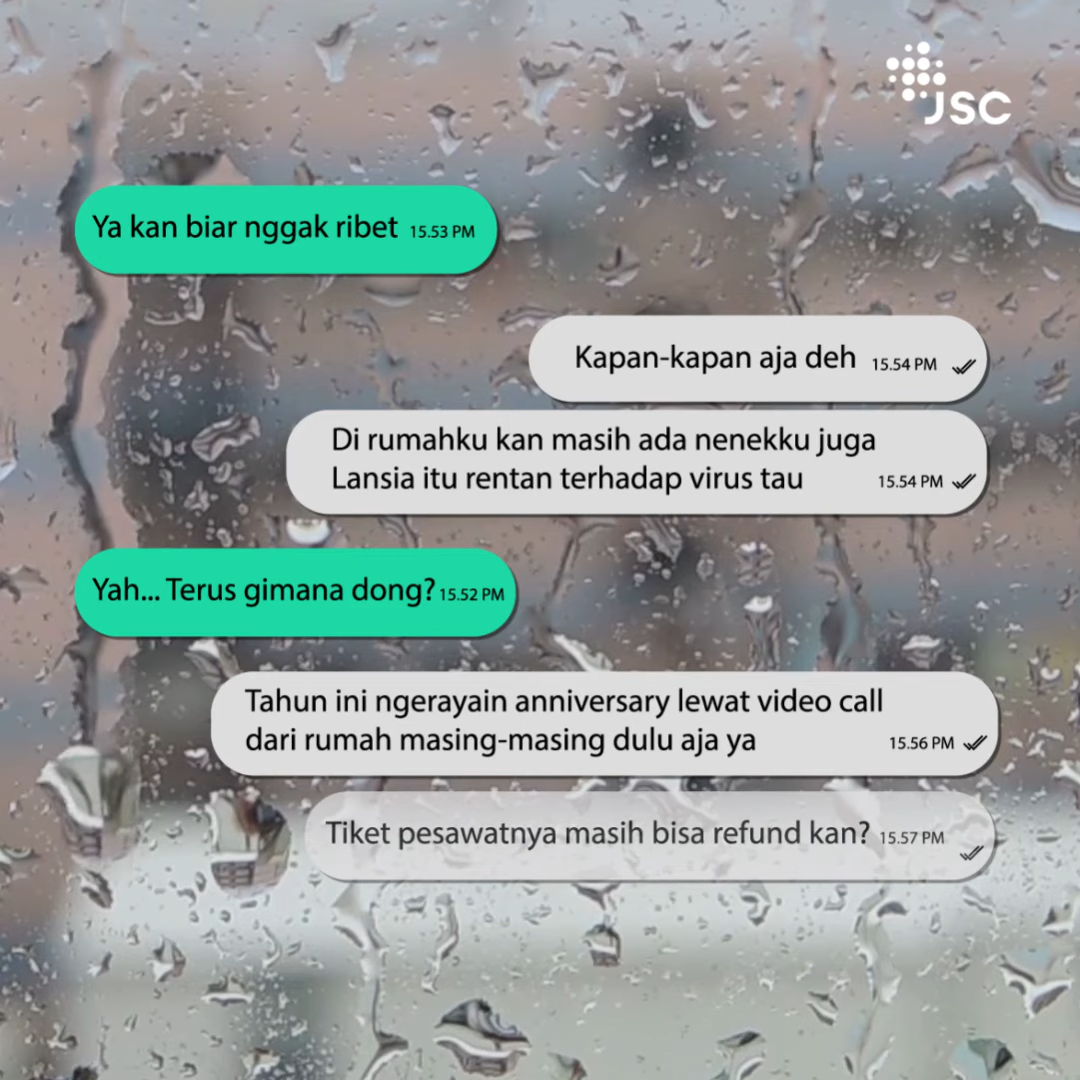 JSC
Ya kan biar nggak ribet 15.53 PM
Kapan-kapan aja deh 15.54 PM
Di rumahku kan masih ada nenekku juga
Lansia itu rentan terhadap virus tau 15.54 PM
Yah... Terus gimana dong? 15.52 PM
Tahun ini ngerayain anniversary lewat video call
dari rumah masing-masing dulu aja ya 15.56 PM
Tiket pesawatnya masih bisa refund kan? 15.57 PM